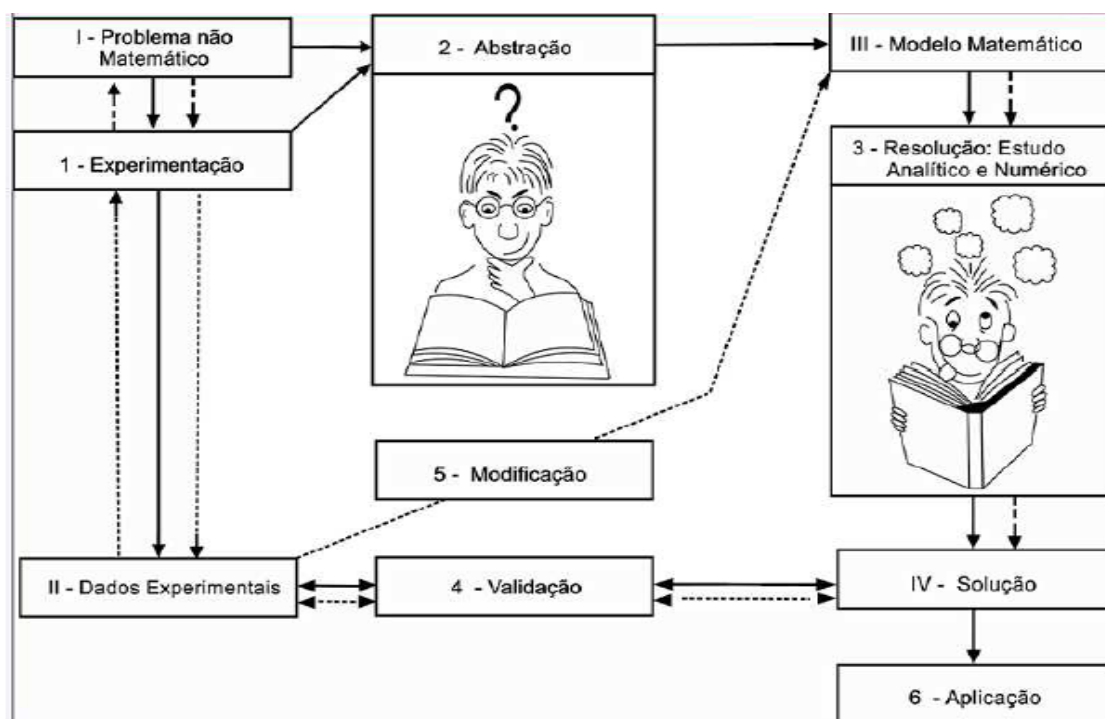 I - Problema não
Matemático
2 - Abstração
III - Modelo Matemático
?
1 - Experimentação
3 - Resolução: Estudo
Analítico e Numérico
5 - Modificação
II - Dados Experimentais
4 - Validação
IV - Solução
6 - Aplicação